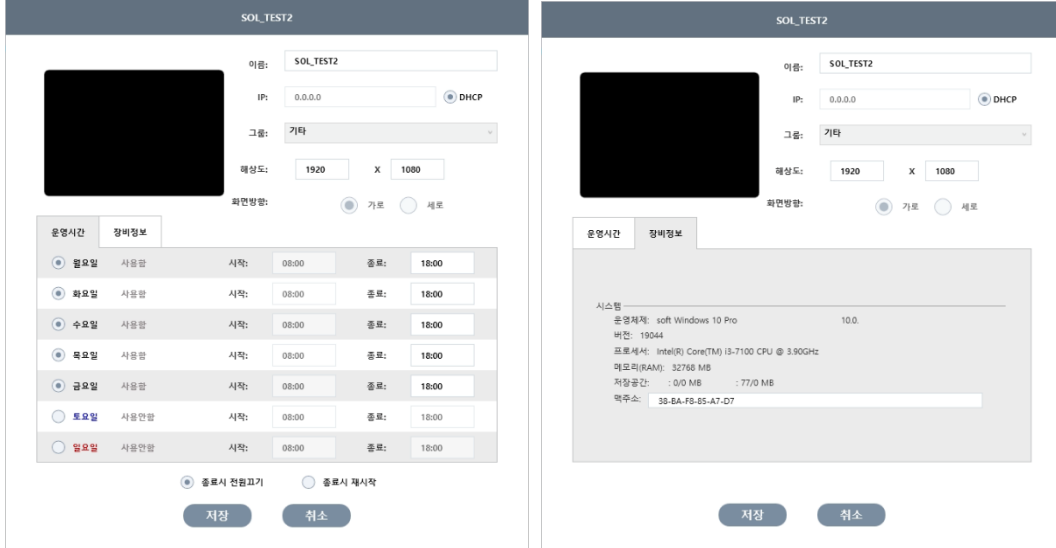 SOL_TEST2
이름: SOL_TEST2
IP: 0.0.0.0 DHCP
그룹: 기타
해상도: 1920 X 1080
화면방향: 가로 세로
운영시간 장비정보
월요일 사용함 시작: 08:00 종료: 18:00
화요일 사용함 시작: 08:00 종료: 18:00
수요일 사용함 시작: 08:00 종료: 18:00
목요일 사용함 시작: 08:00 종료: 18:00
금요일 사용함 시작: 08:00 종료: 18:00
토요일 사용안함 시작: 08:00 종료: 18:00
일요일 사용안함 시작: 08:00 종료: 18:00
종료시 전원끄기 종료시 재시작
저장 취소
SOL_TEST2
이름: SOL_TEST2
IP: 0.0.0.0 DHCP
그룹: 기타
해상도: 1920 X 1080
화면방향: 가로 세로
운영시간 장비정보
시스템
운영체제: soft Windows 10 Pro 10.0.
버전: 19044
프로세서: Intel(R) Core(TM) i3-7100 CPU @ 3.90GHz
메모리(RAM): 32768 MB
저장공간: : 0/0 MB : 77/0 MB
맥주소: 38-BA-F8-85-A7-D7
저장 취소